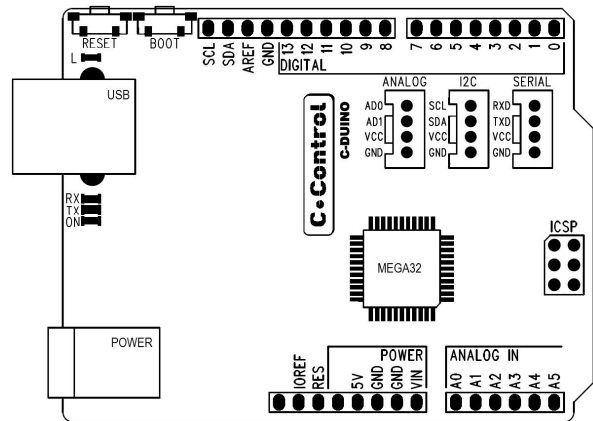 RESET BOOT
SCL SDA AREF GND 13 12 11 10 9 8 7 6 5 4 3 2 1 0
DIGITAL
L
USB
ANALOG I2C SERIAL
AD0 SCL RXD
AD1 SDA TXD
VCC VCC VCC
GND GND GND
C-Control
C-DUINO
RX
TX
ON
ICSP
MEGA32
POWER
POWER ANALOG IN
IOREF RES 5V GND GND VIN A0 A1 A2 A3 A4 A5